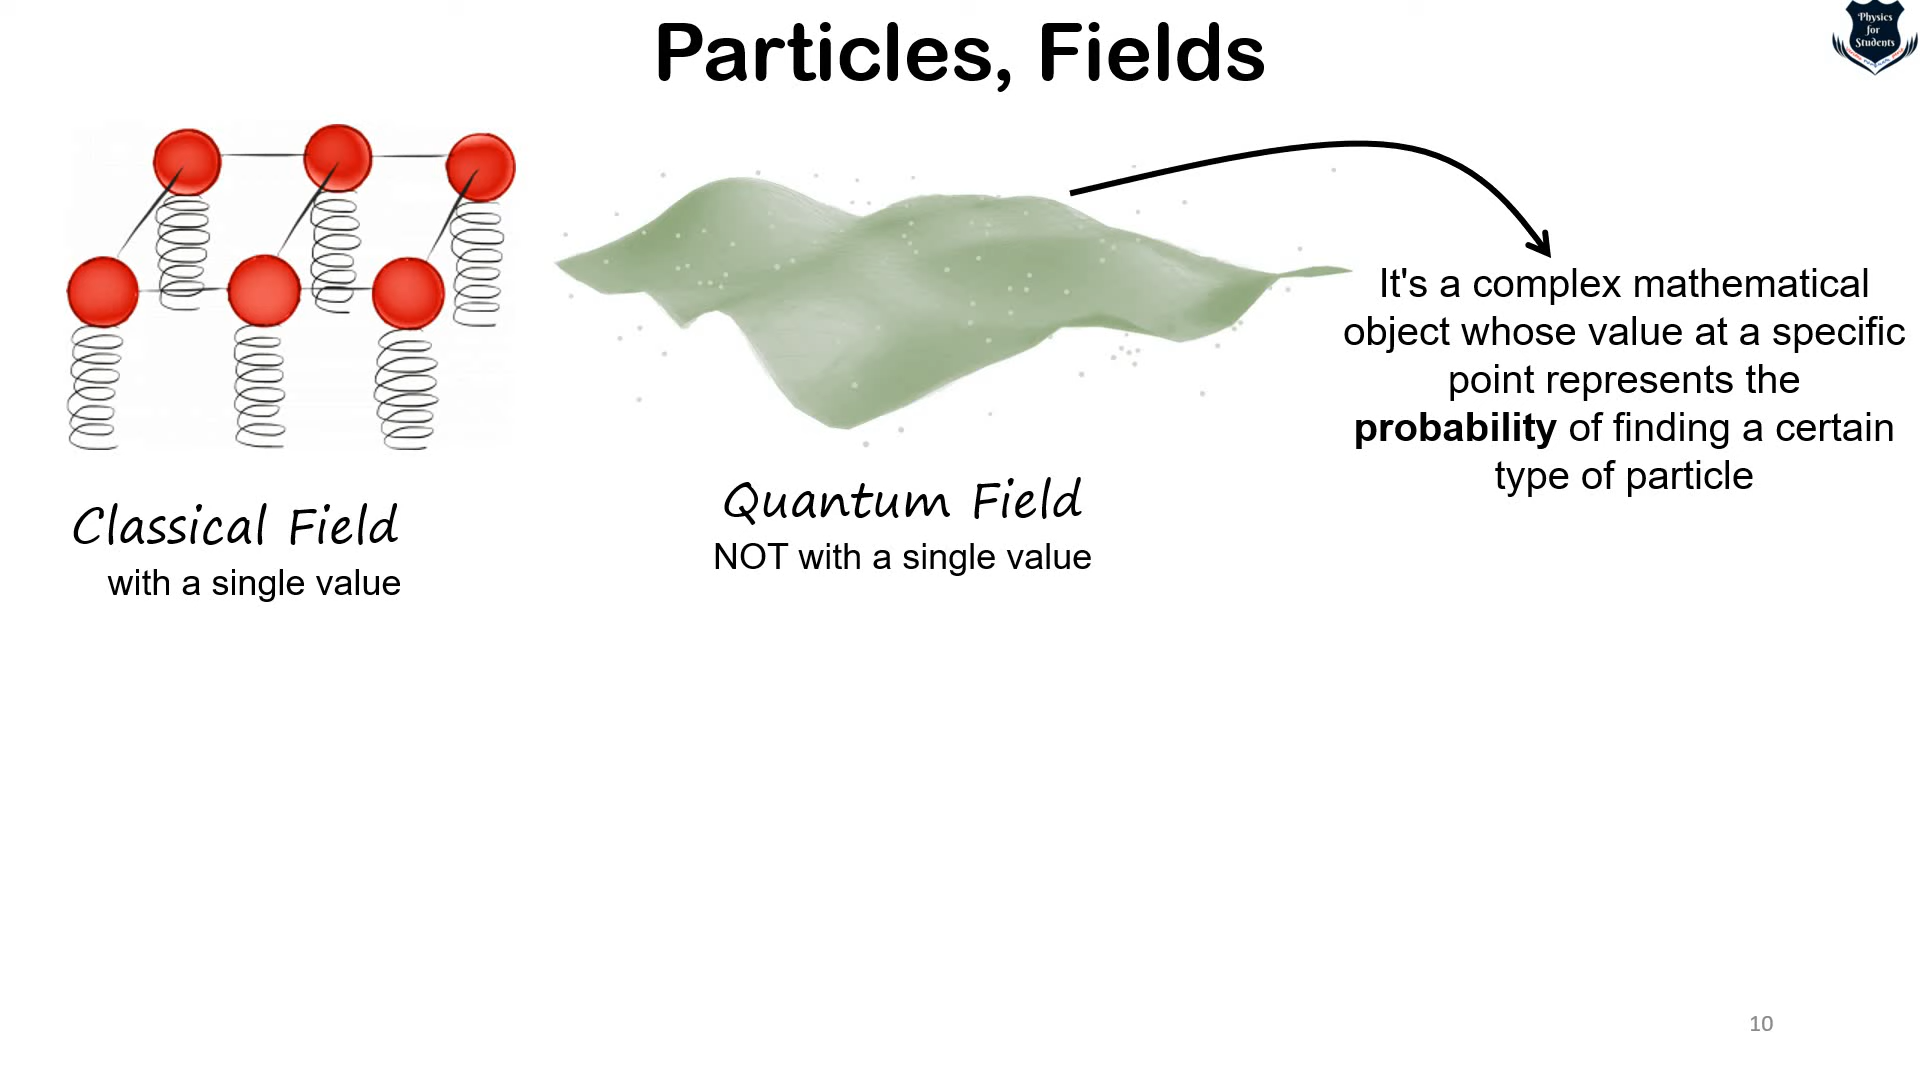 Particles, Fields
Physics
for
Students
It's a complex mathematical
object whose value at a specific
point represents the
probability of finding a certain
type of particle
Classical Field
with a single value
Quantum Field
NOT with a single value
10